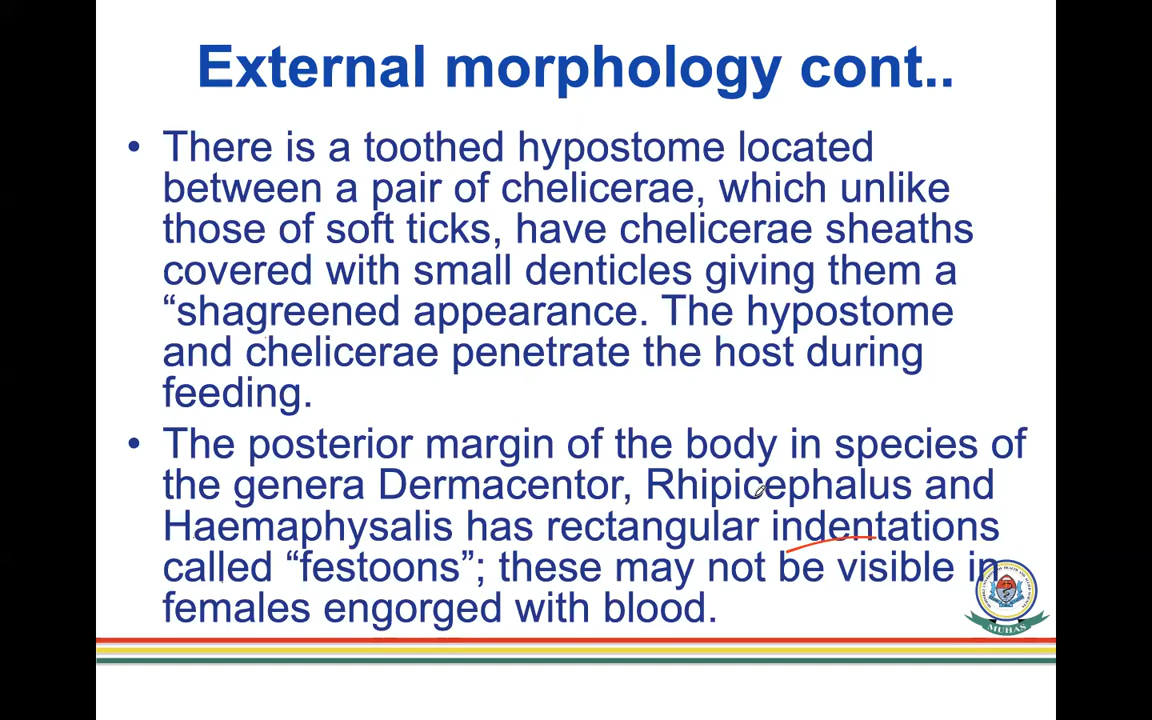 External morphology cont..
• There is a toothed hypostome located
between a pair of chelicerae, which unlike
those of soft ticks, have chelicerae sheaths
covered with small denticles giving them a
“shagreened appearance. The hypostome
and chelicerae penetrate the host during
feeding.
• The posterior margin of the body in species of
the genera Dermacentor, Rhipicephalus and
Haemaphysalis has rectangular indentations
called “festoons”; these may not be visible in
females engorged with blood.
MUHAS